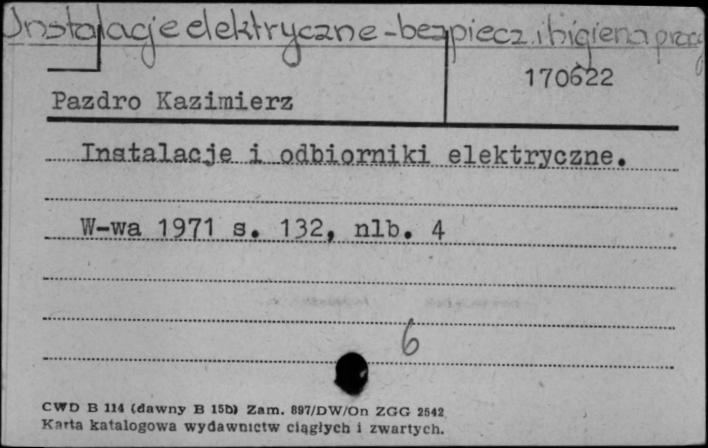 Instalacje elektryczne - bezpiecz. i higiena pracy
170622
Pazdro Kazimierz
Instalacje i odbiorniki elektryczne.
W-wa 1971 s. 132, nlb. 4
6
CWD B 114 (dawny B 15b) Zam. 897/DW/On ZGG 2542
Karta katalogowa wydawnictw ciągłych i zwartych.